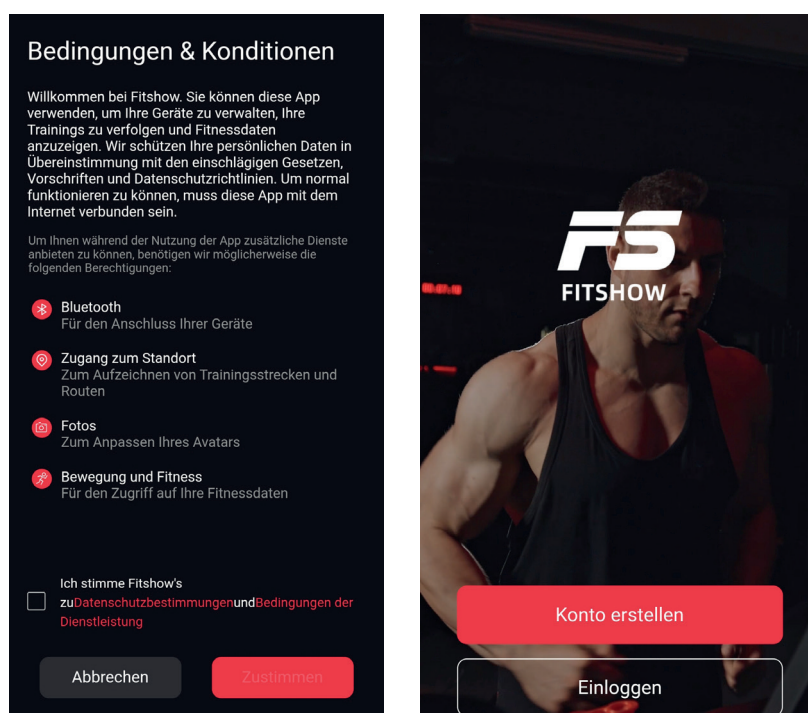 Bedingungen & Konditionen
Willkommen bei Fitshow. Sie können diese App
verwenden, um Ihre Geräte zu verwalten, Ihre
Trainings zu verfolgen und Fitnessdaten
anzuzeigen. Wir schützen Ihre persönlichen Daten in
Übereinstimmung mit den einschlägigen Gesetzen,
Vorschriften und Datenschutzrichtlinien. Um normal
funktionieren zu können, muss diese App mit dem
Internet verbunden sein.
Um Ihnen während der Nutzung der App zusätzliche Dienste
anbieten zu können, benötigen wir möglicherweise die
folgenden Berechtigungen:
Bluetooth
Für den Anschluss Ihrer Geräte
Zugang zum Standort
Zum Aufzeichnen von Trainingsstrecken und
Routen
Fotos
Zum Anpassen Ihres Avatars
Bewegung und Fitness
Für den Zugriff auf Ihre Fitnessdaten
Ich stimme Fitshow's
zuDatenschutzbestimmungenundBedingungen der
Dienstleistung
Abbrechen
Zustimmen
FS
FITSHOW
Konto erstellen
Einloggen